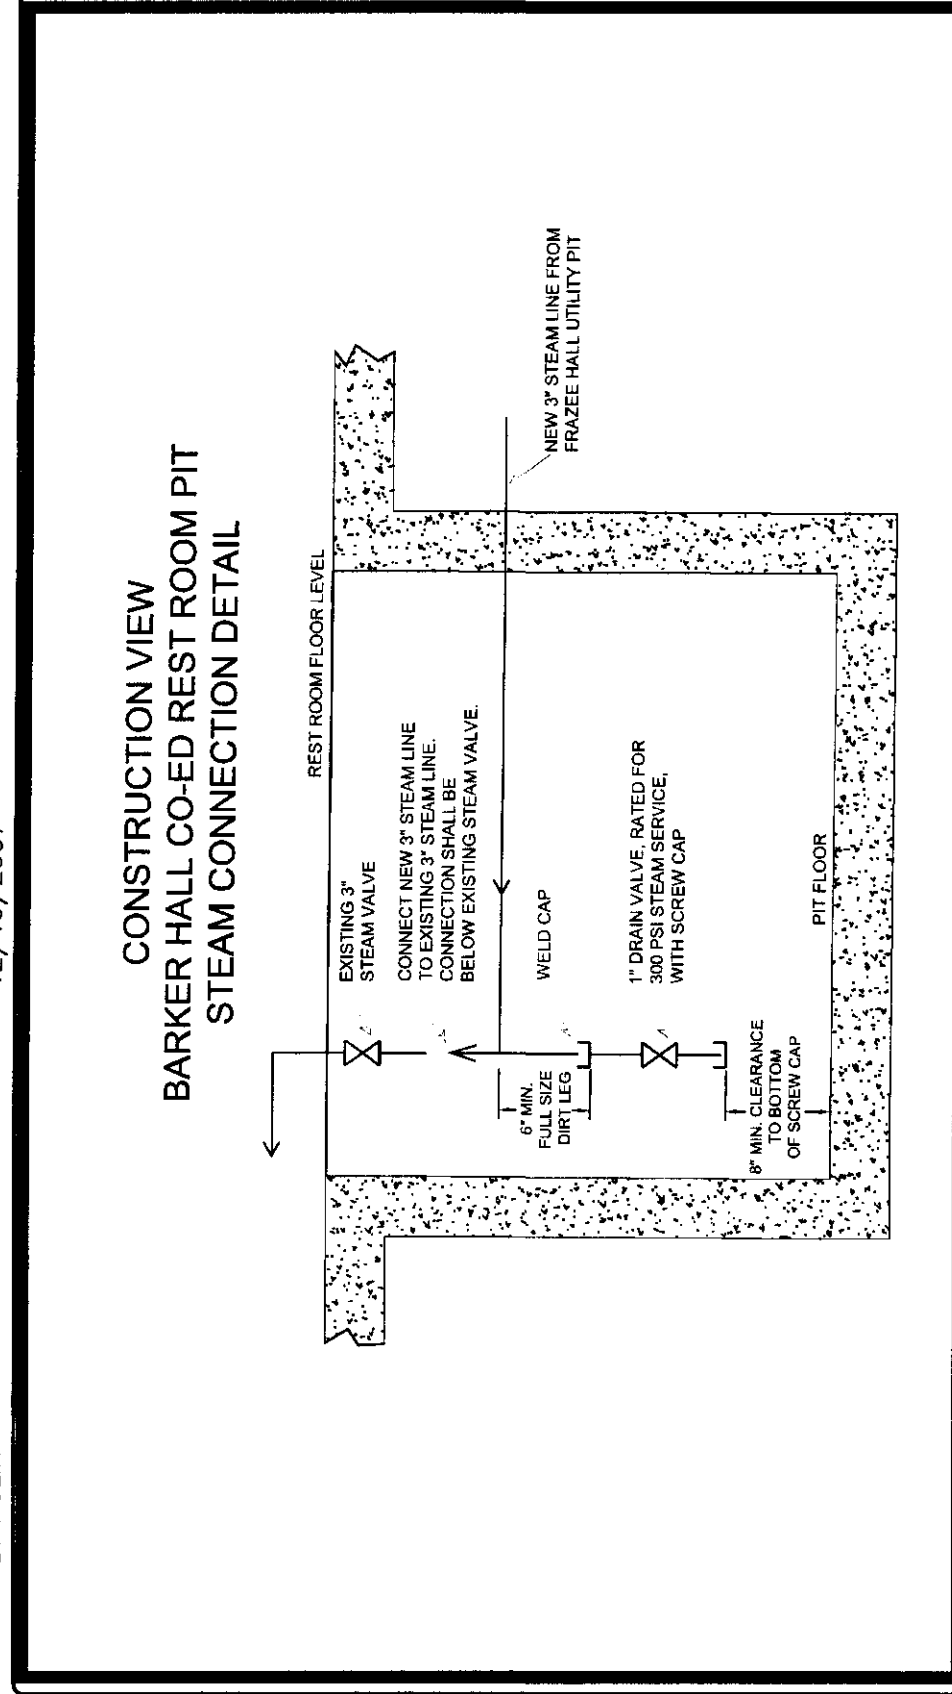 CONSTRUCTION VIEW
BARKER HALL CO-ED REST ROOM PIT
STEAM CONNECTION DETAIL
REST ROOM FLOOR LEVEL
EXISTING 3"
STEAM VALVE
CONNECT NEW 3" STEAM LINE
TO EXISTING 3" STEAM LINE.
CONNECTION SHALL BE
BELOW EXISTING STEAM VALVE.
NEW 3" STEAM LINE FROM
FRAZEE HALL UTILITY PIT
WELD CAP
6" MIN.
FULL SIZE
DIRT LEG
1" DRAIN VALVE, RATED FOR
300 PSI STEAM SERVICE,
WITH SCREW CAP
8" MIN. CLEARANCE
TO BOTTOM
OF SCREW CAP
PIT FLOOR